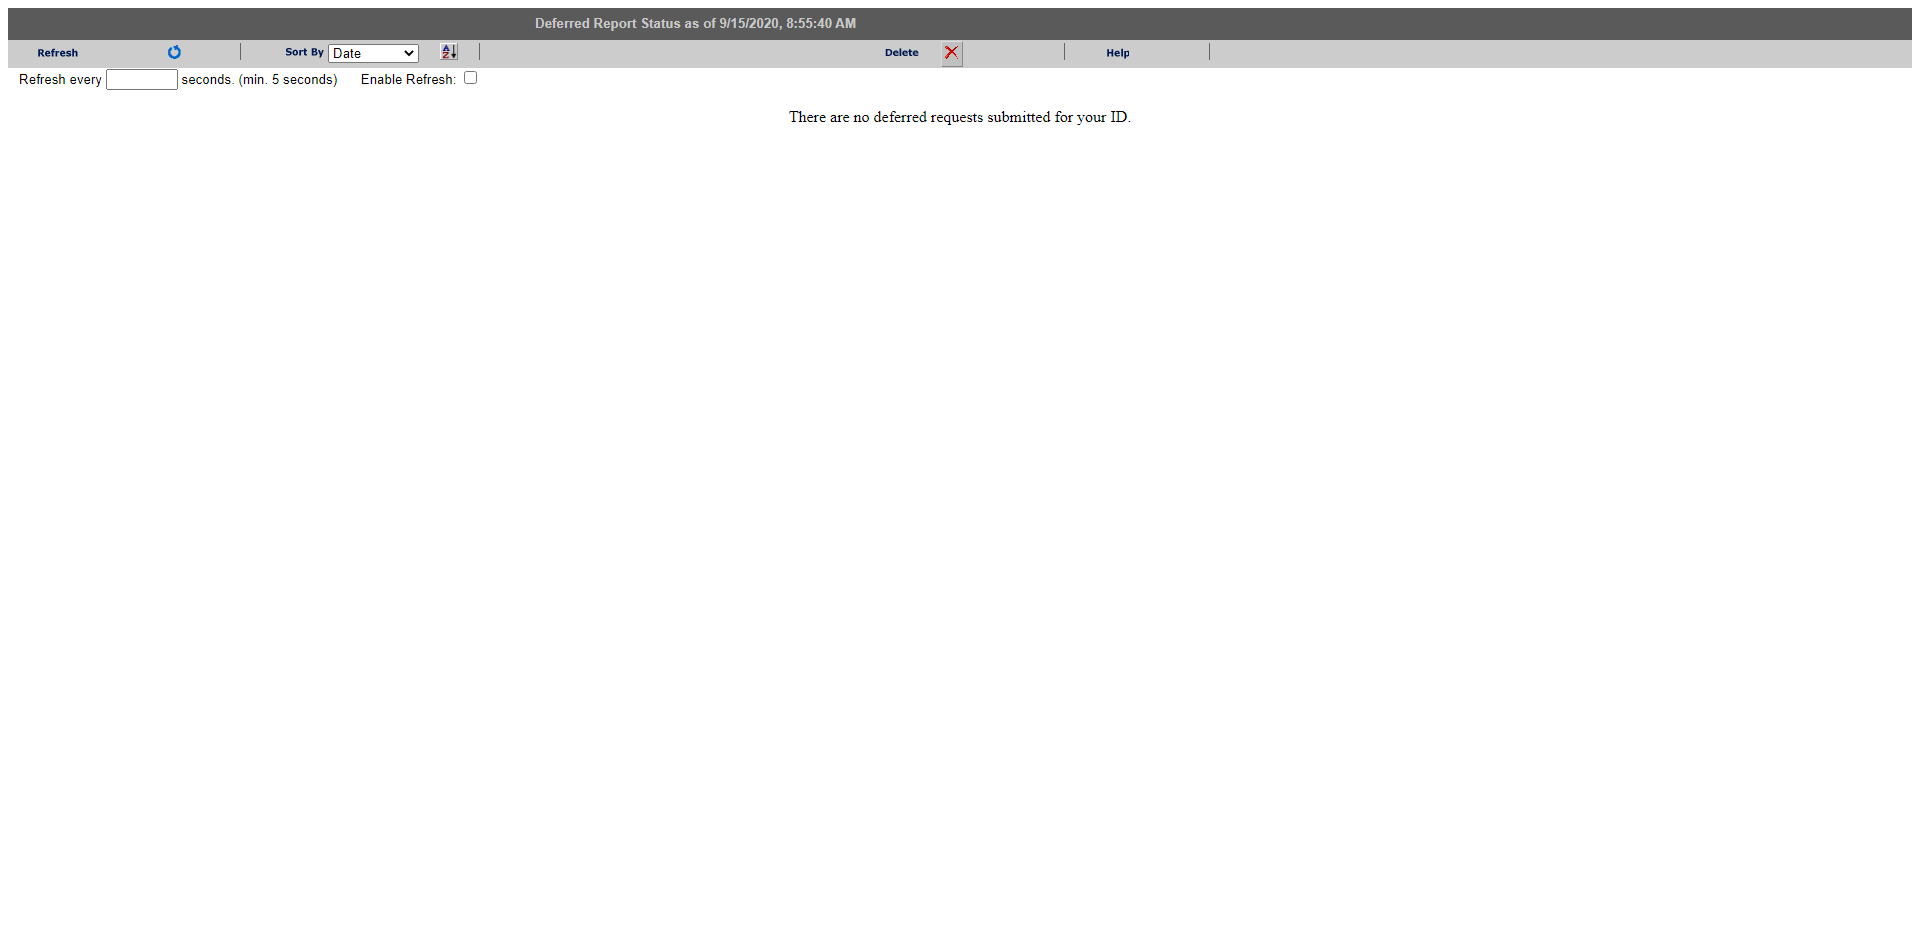 Deferred Report Status as of 9/15/2020, 8:55:40 AM
Refresh Sort By Date Delete Help
Refresh every seconds. (min. 5 seconds) Enable Refresh:
There are no deferred requests submitted for your ID.